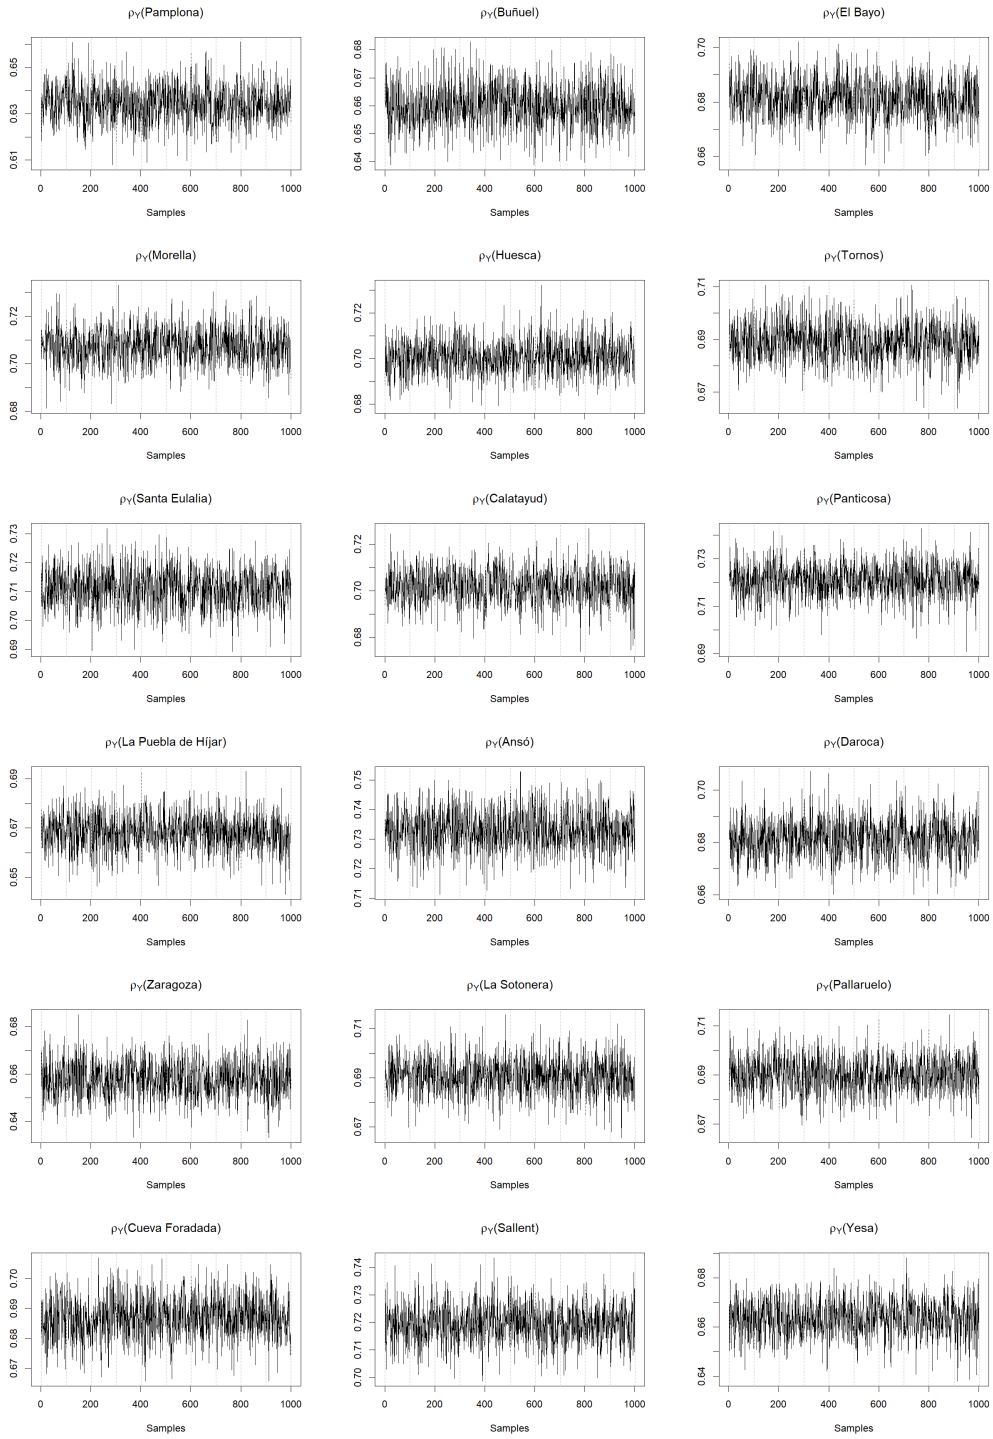 ρY(Pamplona) ρY(Buñuel) ρY(El Bayo)
0.61 0.63 0.65 0.64 0.65 0.66 0.67 0.68 0.66 0.68 0.70
0 200 400 600 800 1000 0 200 400 600 800 1000 0 200 400 600 800 1000
Samples Samples Samples
ρY(Morella) ρY(Huesca) ρY(Tornos)
0.68 0.70 0.72 0.68 0.70 0.72 0.67 0.69 0.71
0 200 400 600 800 1000 0 200 400 600 800 1000 0 200 400 600 800 1000
Samples Samples Samples
ρY(Santa Eulalia) ρY(Calatayud) ρY(Panticosa)
0.69 0.70 0.71 0.72 0.73 0.68 0.70 0.72 0.69 0.71 0.73
0 200 400 600 800 1000 0 200 400 600 800 1000 0 200 400 600 800 1000
Samples Samples Samples
ρY(La Puebla de Híjar) ρY(Ansó) ρY(Daroca)
0.65 0.67 0.69 0.71 0.72 0.73 0.74 0.75 0.66 0.68 0.70
0 200 400 600 800 1000 0 200 400 600 800 1000 0 200 400 600 800 1000
Samples Samples Samples
ρY(Zaragoza) ρY(La Sotonera) ρY(Pallaruelo)
0.64 0.66 0.68 0.67 0.69 0.71 0.67 0.69 0.71
0 200 400 600 800 1000 0 200 400 600 800 1000 0 200 400 600 800 1000
Samples Samples Samples
ρY(Cueva Foradada) ρY(Sallent) ρY(Yesa)
0.67 0.68 0.69 0.70 0.70 0.71 0.72 0.73 0.74 0.64 0.66 0.68
0 200 400 600 800 1000 0 200 400 600 800 1000 0 200 400 600 800 1000
Samples Samples Samples